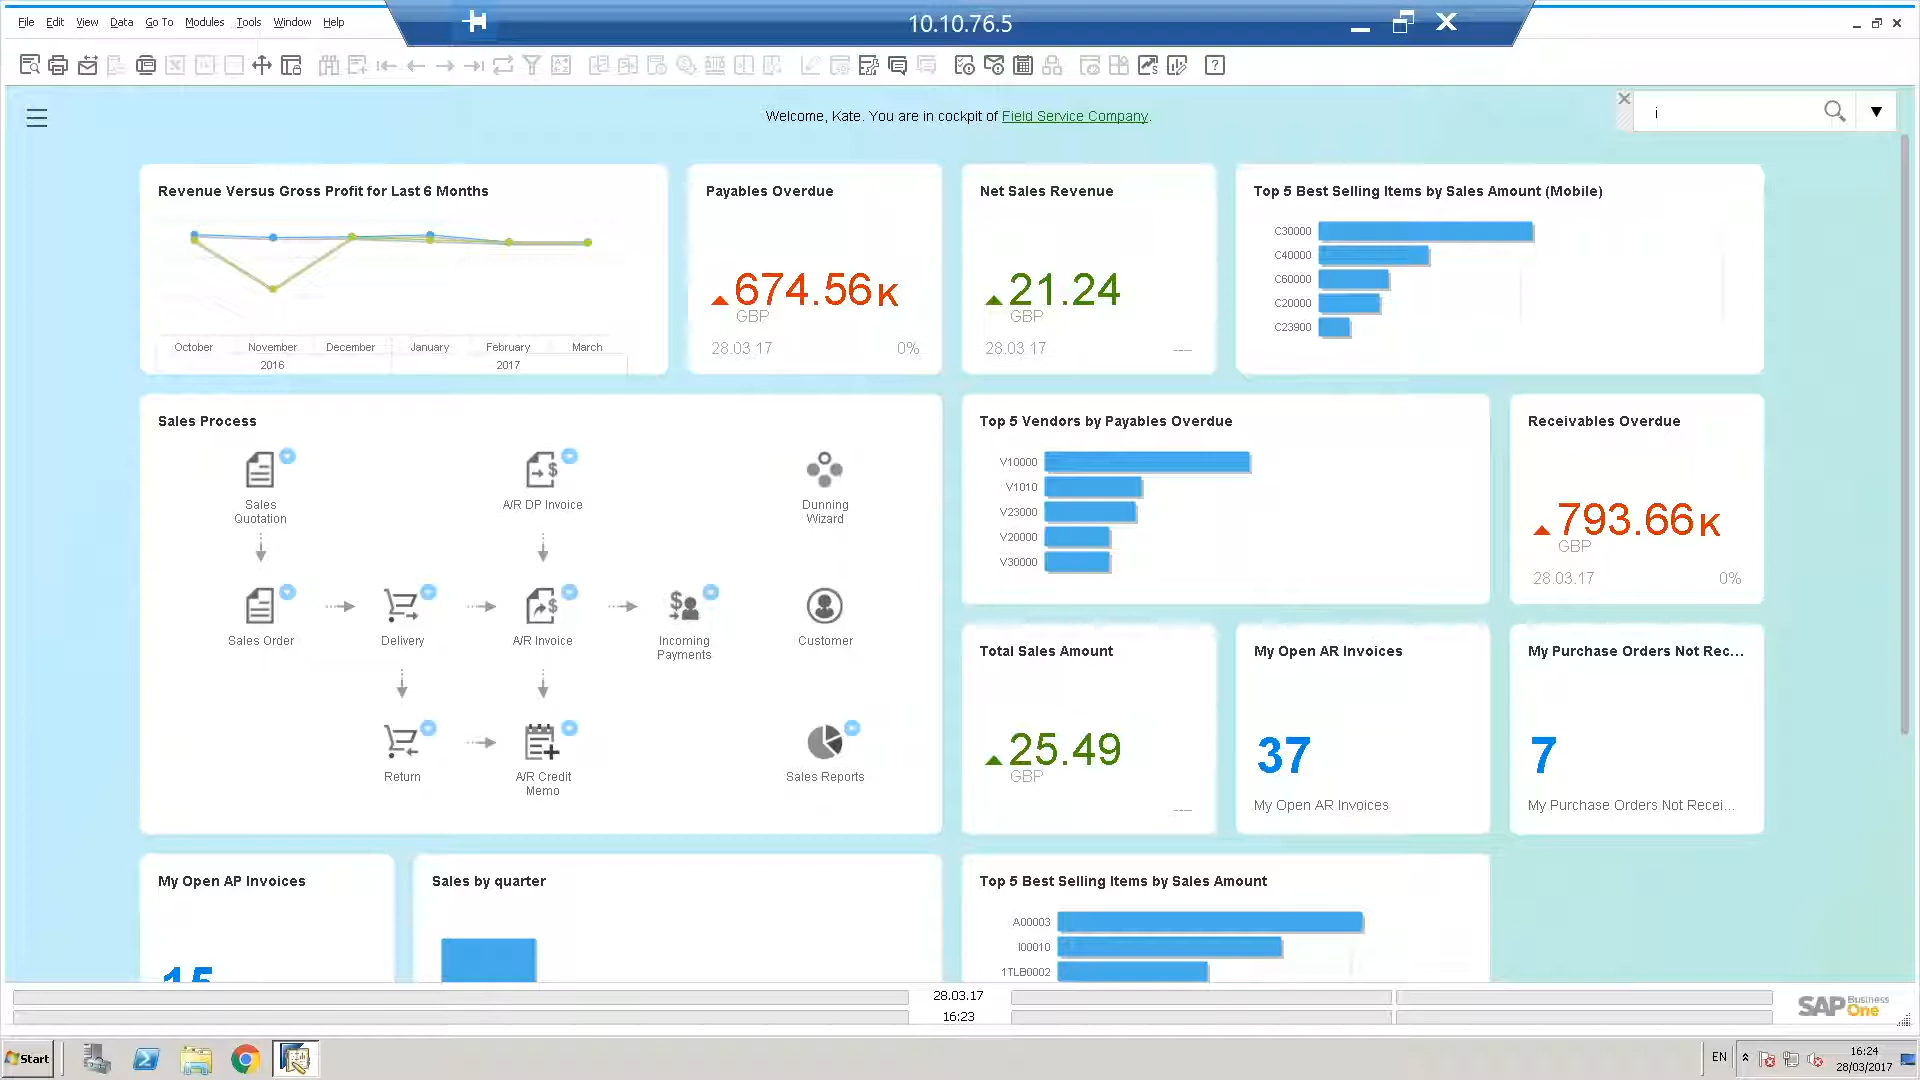 File Edit View Data Go To Modules Tools Window Help
10.10.76.5
Welcome, Kate. You are in cockpit of Field Service Company.
i
Revenue Versus Gross Profit for Last 6 Months
October November December January February March
2016 2017
Payables Overdue
674.56K
GBP
28.03 17 0%
Net Sales Revenue
21.24
GBP
28.03 17 ---
Top 5 Best Selling Items by Sales Amount (Mobile)
C30000
C40000
C60000
C20000
C23900
Sales Process
Sales Quotation
A/R DP Invoice
Dunning Wizard
Sales Order
Delivery
A/R Invoice
Incoming Payments
Customer
Return
A/R Credit Memo
Sales Reports
Top 5 Vendors by Payables Overdue
V10000
V1010
V23000
V20000
V30000
Receivables Overdue
793.66K
GBP
28.03.17 0%
Total Sales Amount
25.49
GBP
---
My Open AR Invoices
37
My Open AR Invoices
My Purchase Orders Not Rec...
7
My Purchase Orders Not Recei...
My Open AP Invoices
15
Sales by quarter
Top 5 Best Selling Items by Sales Amount
A00003
I00010
1TLB0002
28.03.17
16:23
SAP Business One
Start
EN
16:24
28/03/2017